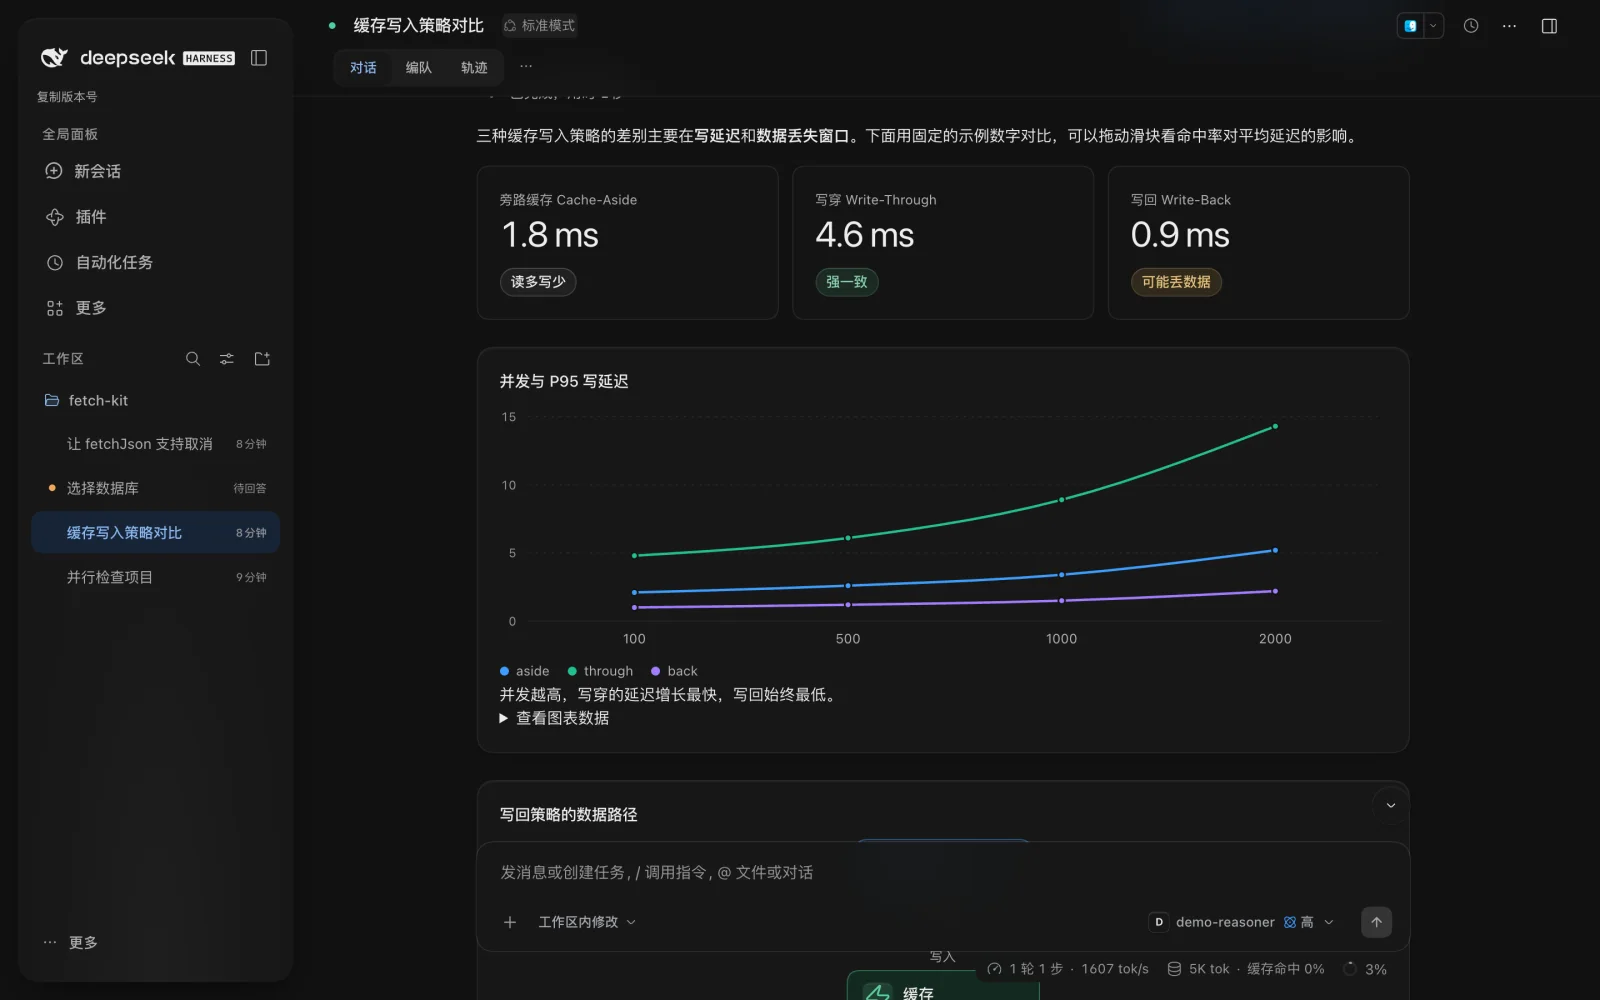 deepseek HARNESS
复制版本号
全局面板
新会话
插件
自动化任务
更多
工作区
fetch-kit
让 fetchJson 支持取消 8分钟
选择数据库 待回答
缓存写入策略对比 8分钟
并行检查项目 9分钟
更多
缓存写入策略对比 标准模式
对话 编队 轨迹
三种缓存写入策略的差别主要在写延迟和数据丢失窗口。下面用固定的示例数字对比，可以拖动滑块看命中率对平均延迟的影响。
旁路缓存 Cache-Aside
1.8 ms
读多写少
写穿 Write-Through
4.6 ms
强一致
写回 Write-Back
0.9 ms
可能丢数据
并发与 P95 写延迟
15
10
5
0
100 500 1000 2000
aside through back
并发越高，写穿的延迟增长最快，写回始终最低。
查看图表数据
写回策略的数据路径
发消息或创建任务, / 调用指令, @ 文件或对话
工作区内修改
D demo-reasoner 高
写入
1 轮 1 步 · 1607 tok/s 5K tok · 缓存命中 0% 3%
缓存